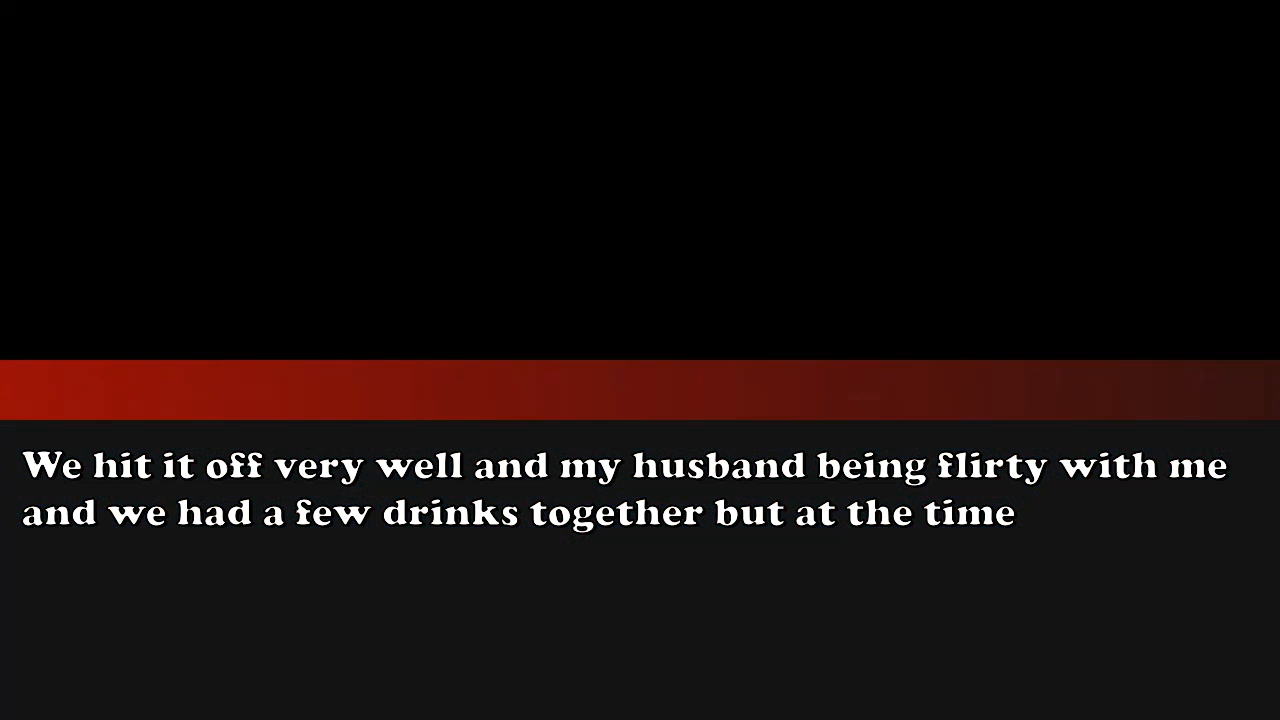 We hit it off very well and my husband being flirty with me
and we had a few drinks together but at the time